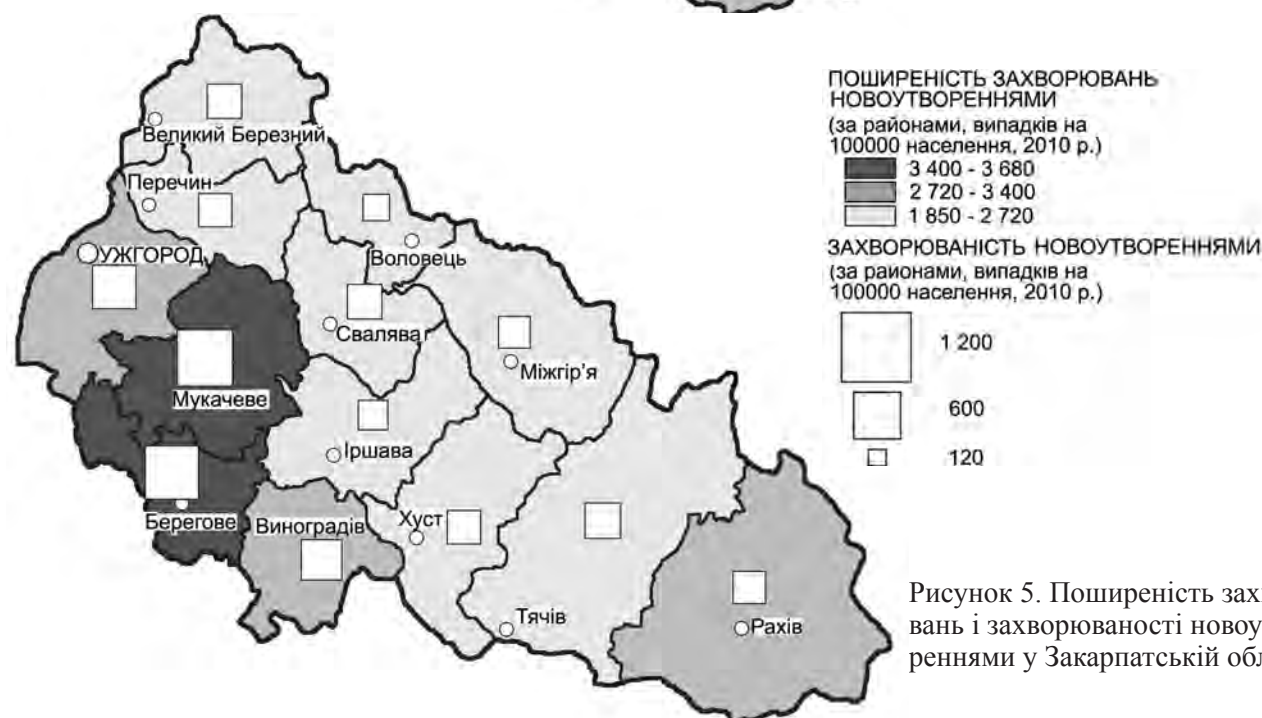 Великий Березний
Перечин
УЖГОРОД
Воловець
Свалява
Міжгір'я
Мукачеве
Іршава
Берегове
Виноградів
Хуст
Тячів
Рахів
ПОШИРЕНІСТЬ ЗАХВОРЮВАНЬ
НОВОУТВОРЕННЯМИ
(за районами, випадків на
100000 населення, 2010 р.)
3 400 - 3 680
2 720 - 3 400
1 850 - 2 720
ЗАХВОРЮВАНІСТЬ НОВОУТВОРЕННЯМИ
(за районами, випадків на
100000 населення, 2010 р.)
1 200
600
120
Рисунок 5. Поширеність зах
вань і захворюваності новоу
реннями у Закарпатській обл